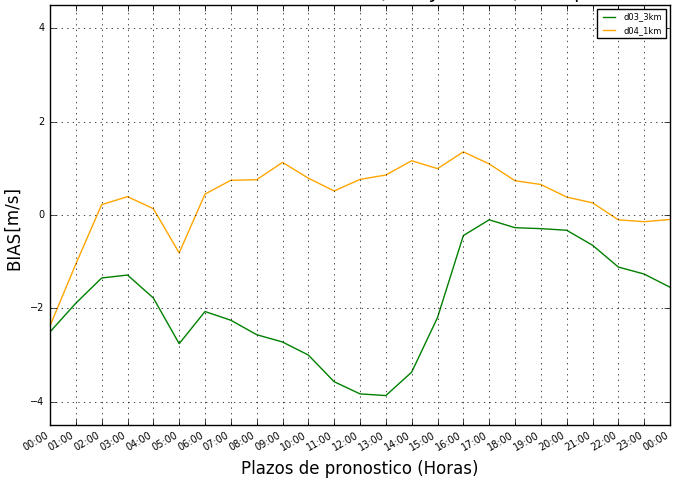 d03_3km
d04_1km
4
2
0
−2
−4
BIAS[m/s]
00:00 01:00 02:00 03:00 04:00 05:00 06:00 07:00 08:00 09:00 10:00 11:00 12:00 13:00 14:00 15:00 16:00 17:00 18:00 19:00 20:00 21:00 22:00 23:00 00:00
Plazos de pronostico (Horas)